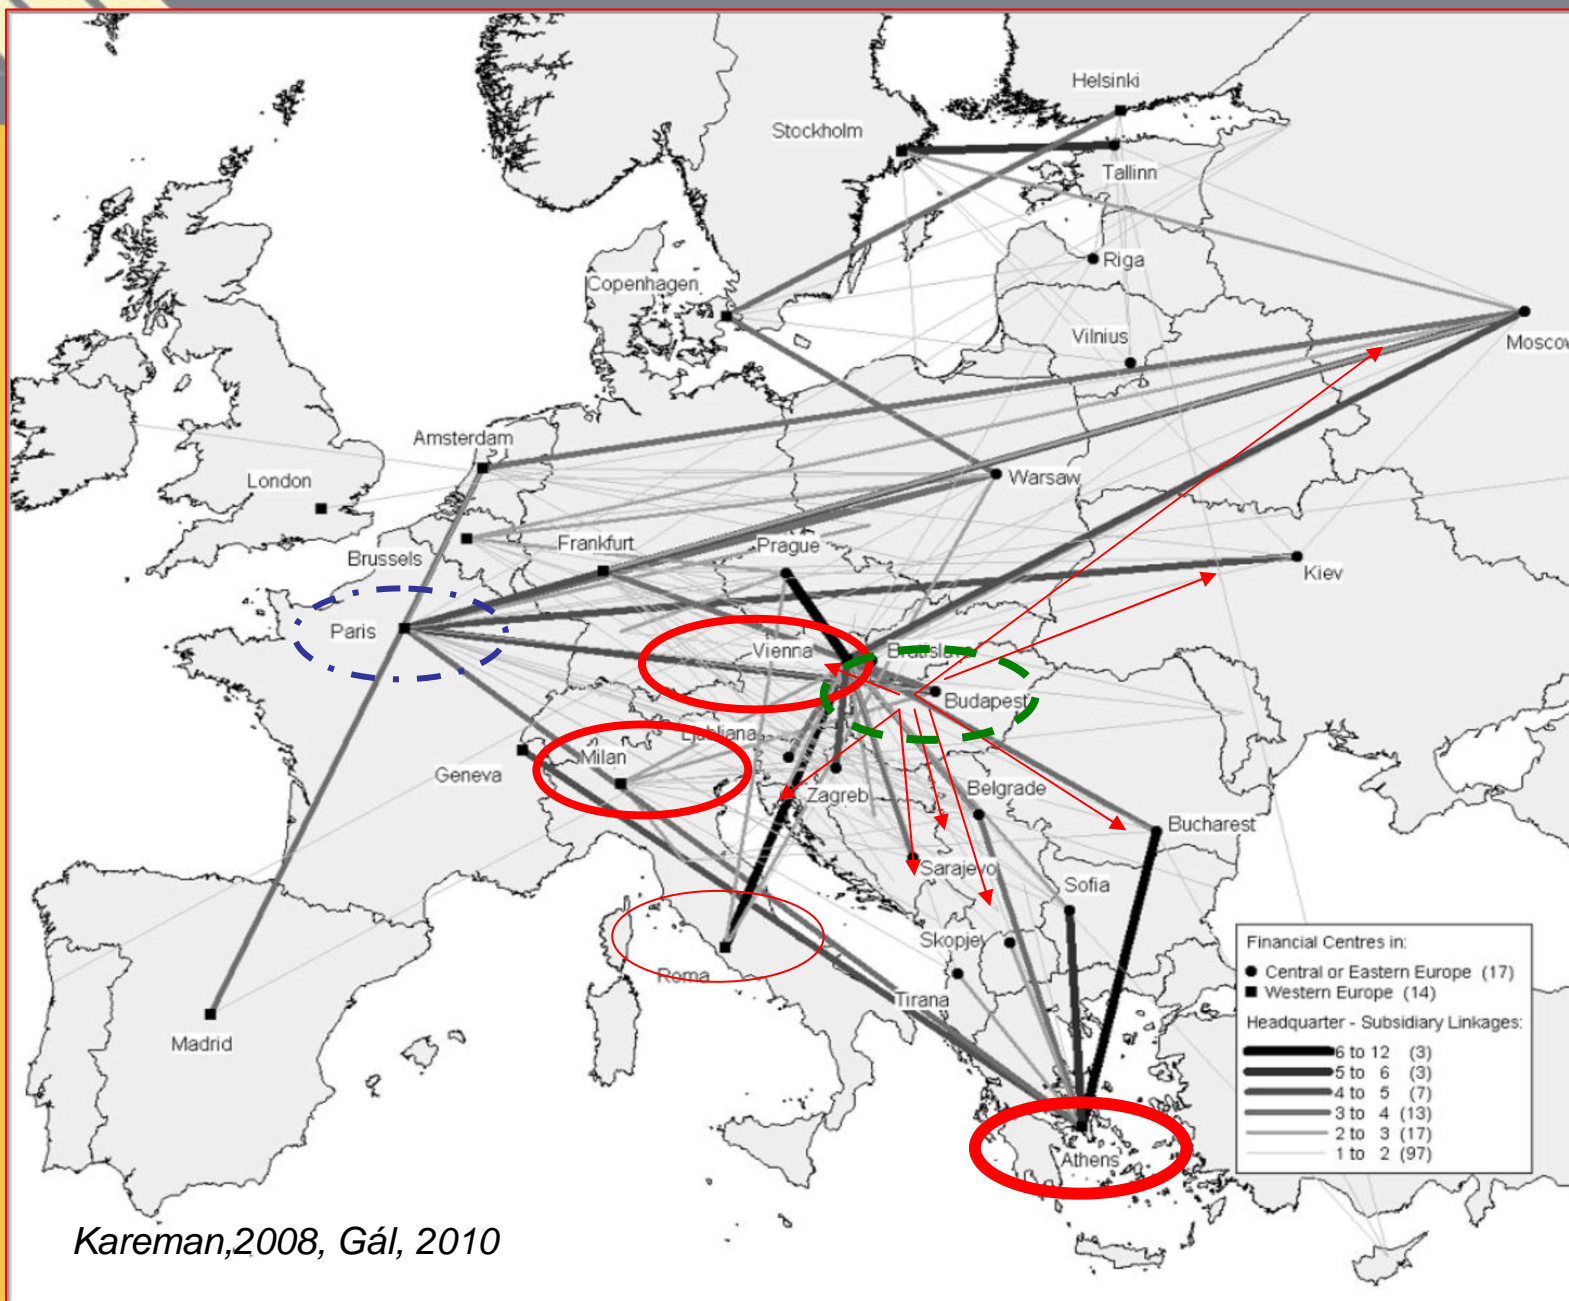 Helsinki
Stockholm
Tallinn
Riga
Copenhagen
Vilnius
Moscow
Amsterdam
London
Warsaw
Brussels
Frankfurt
Prague
Kiev
Paris
Vienna
Bratislava
Budapest
Ljubljana
Geneva
Milan
Zagreb
Belgrade
Bucharest
Sarajevo
Sofia
Skopje
Roma
Tirana
Madrid
Athens
Financial Centres in:
Central or Eastern Europe (17)
Western Europe (14)
Headquarter - Subsidiary Linkages:
6 to 12 (3)
5 to 6 (3)
4 to 5 (7)
3 to 4 (13)
2 to 3 (17)
1 to 2 (97)
Kareman,2008, Gál, 2010